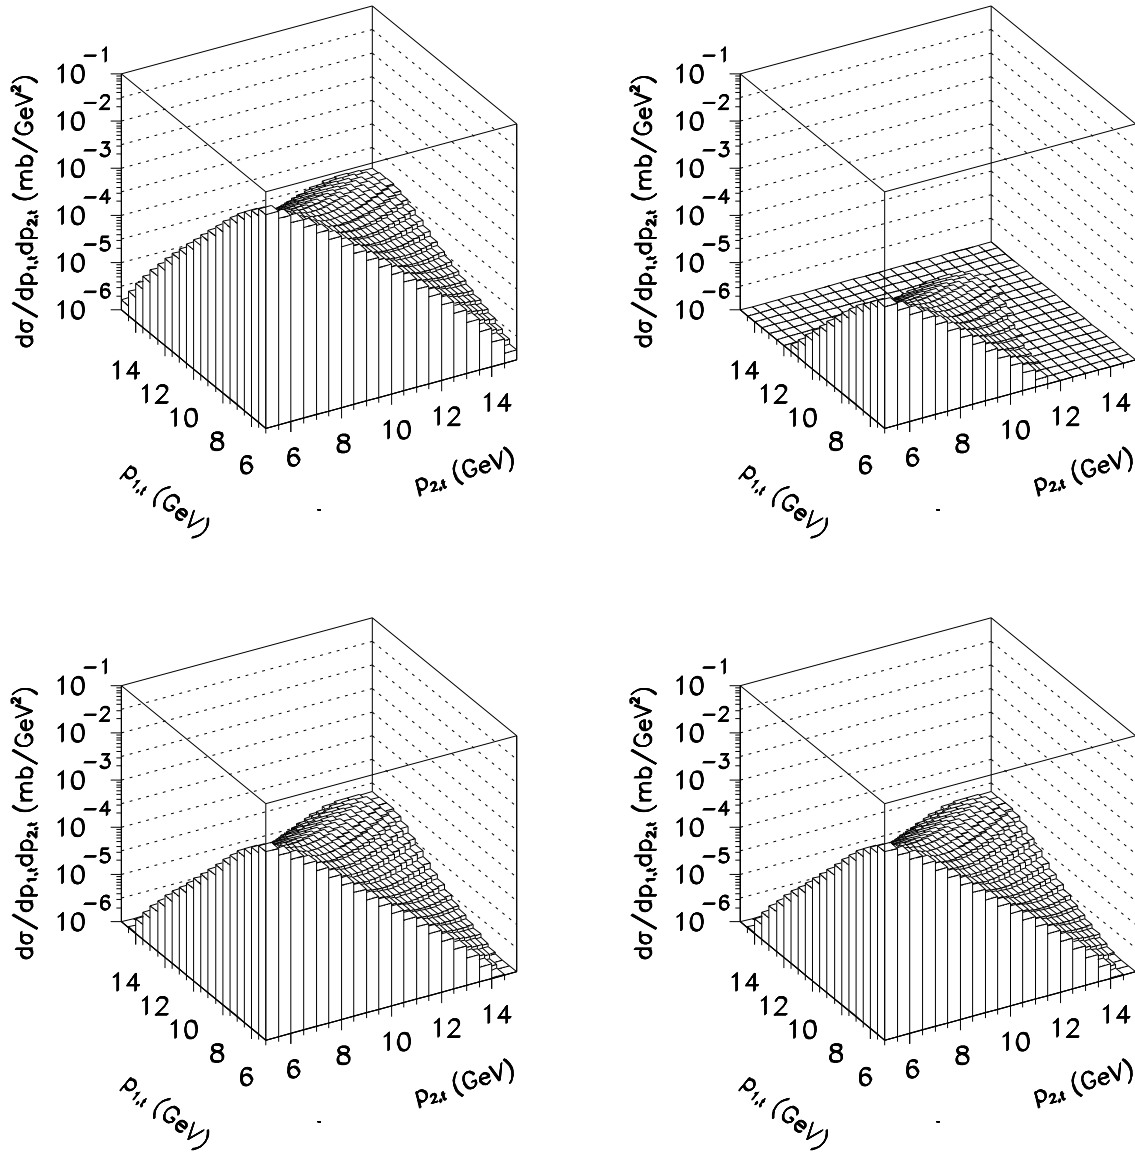 10⁻¹ 10⁻¹
10⁻² 10⁻²
10⁻³ 10⁻³
10⁻⁴ 10⁻⁴
10⁻⁵ 10⁻⁵
10⁻⁶ 10⁻⁶
dσ/dp₁,ₜdp₂,ₜ (mb/GeV²) dσ/dp₁,ₜdp₂,ₜ (mb/GeV²)
14 12 10 8 6 6 8 10 12 14 14 12 10 8 6 6 8 10 12 14
p₁,ₜ (GeV) p₂,ₜ (GeV) p₁,ₜ (GeV) p₂,ₜ (GeV)
10⁻¹ 10⁻¹
10⁻² 10⁻²
10⁻³ 10⁻³
10⁻⁴ 10⁻⁴
10⁻⁵ 10⁻⁵
10⁻⁶ 10⁻⁶
dσ/dp₁,ₜdp₂,ₜ (mb/GeV²) dσ/dp₁,ₜdp₂,ₜ (mb/GeV²)
14 12 10 8 6 6 8 10 12 14 14 12 10 8 6 6 8 10 12 14
p₁,ₜ (GeV) p₂,ₜ (GeV) p₁,ₜ (GeV) p₂,ₜ (GeV)